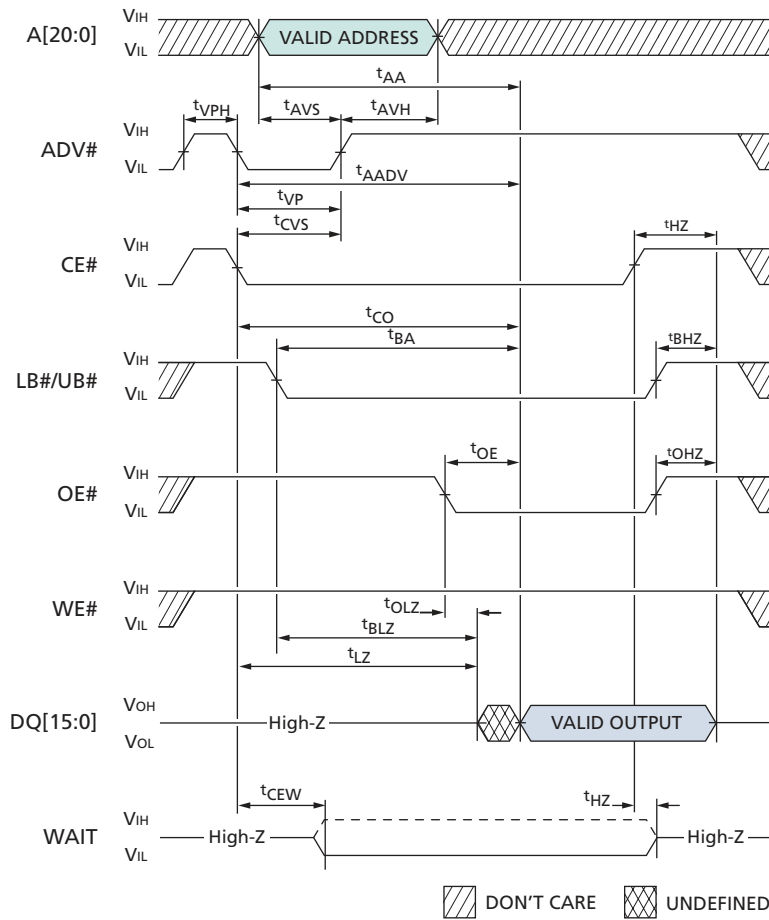 A[20:0] VIH VIL VALID ADDRESS
tAA
tVPH tAVS tAVH
ADV# VIH VIL
tAADV
tVP
tCVS
CE# VIH VIL tHZ
tCO
tBA
LB#/UB# VIH VIL tBHZ
OE# VIH VIL tOE tOHZ
WE# VIH VIL
tOLZ
tBLZ
tLZ
DQ[15:0] VOH VOL High-Z VALID OUTPUT
tCEW tHZ
WAIT VIH VIL High-Z High-Z
DON'T CARE UNDEFINED